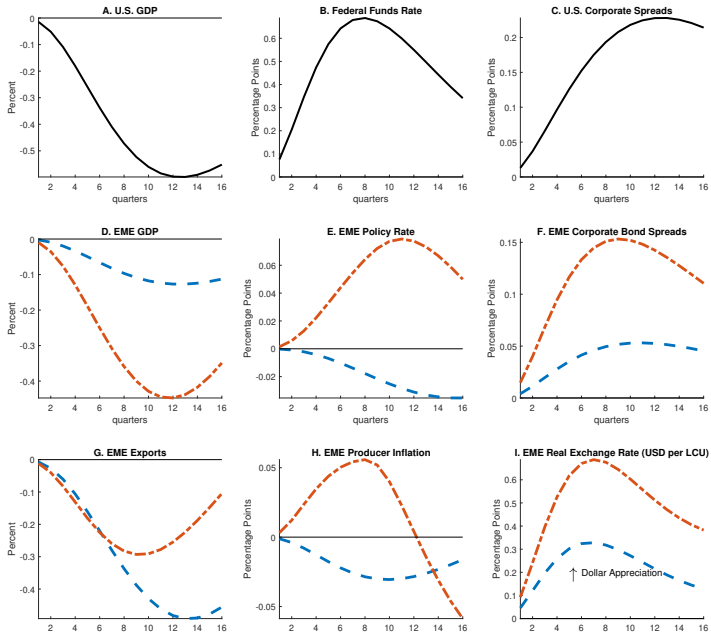 A. U.S. GDP
B. Federal Funds Rate
C. U.S. Corporate Spreads
Percent
0
-0.1
-0.2
-0.3
-0.4
-0.5
2 4 6 8 10 12 14 16
quarters
Percentage Points
0.6
0.5
0.4
0.3
0.2
0.1
0
2 4 6 8 10 12 14 16
quarters
Percentage Points
0.2
0.15
0.1
0.05
0
2 4 6 8 10 12 14 16
quarters
D. EME GDP
E. EME Policy Rate
F. EME Corporate Bond Spreads
Percent
0
-0.1
-0.2
-0.3
-0.4
2 4 6 8 10 12 14 16
quarters
Percentage Points
0.06
0.04
0.02
0
-0.02
2 4 6 8 10 12 14 16
quarters
Percentage Points
0.15
0.1
0.05
0
2 4 6 8 10 12 14 16
quarters
G. EME Exports
H. EME Producer Inflation
I. EME Real Exchange Rate (USD per LCU)
Percent
0
-0.1
-0.2
-0.3
-0.4
2 4 6 8 10 12 14 16
Percentage Points
0.05
0
-0.05
2 4 6 8 10 12 14 16
Percentage Points
0.6
0.5
0.4
0.3
0.2
0.1
0
↑ Dollar Appreciation
2 4 6 8 10 12 14 16